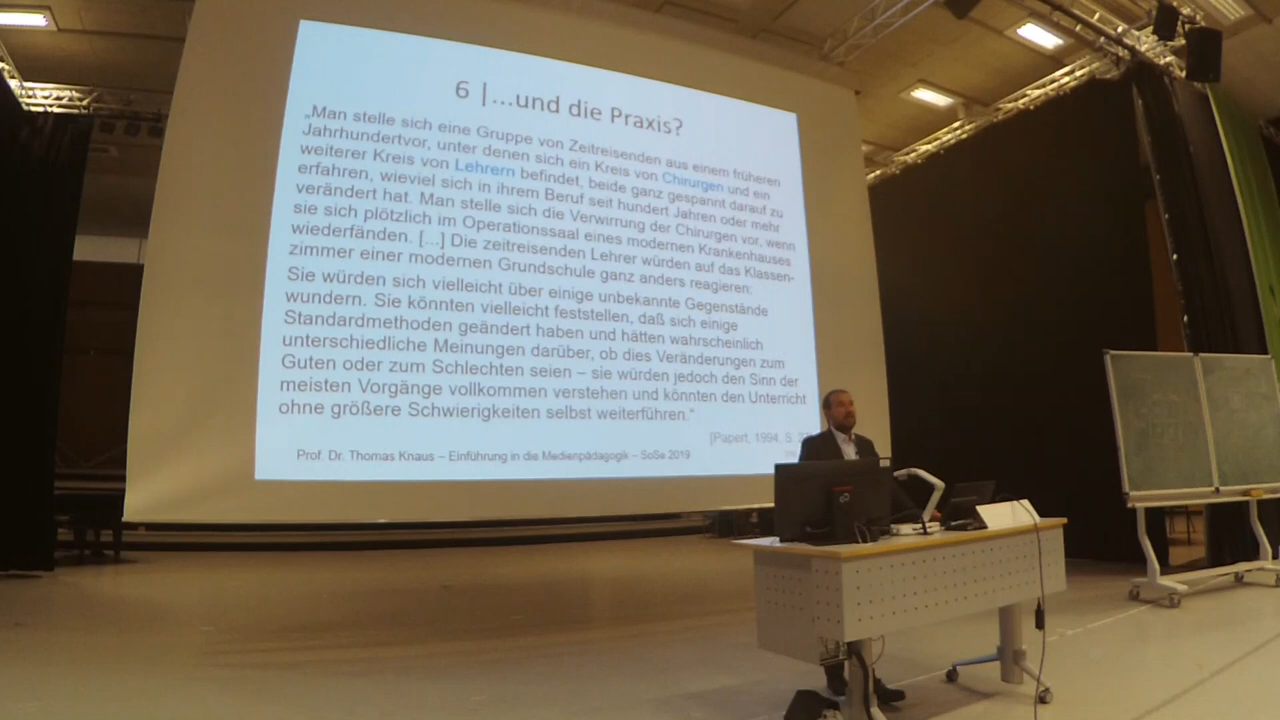 6 |...und die Praxis?
„Man stelle sich eine Gruppe von Zeitreisenden aus einem früheren
Jahrhundertvor, unter denen sich ein Kreis von Chirurgen und ein
weiterer Kreis von Lehrern befindet, beide ganz gespannt darauf zu
erfahren, wieviel sich in ihrem Beruf seit hundert Jahren oder mehr
verändert hat. Man stelle sich die Verwirrung der Chirurgen vor, wenn
sie sich plötzlich im Operationssaal eines modernen Krankenhauses
wiederfänden. [...] Die zeitreisenden Lehrer würden auf das Klassen-
zimmer einer modernen Grundschule ganz anders reagieren:
Sie würden sich vielleicht über einige unbekannte Gegenstände
wundern. Sie könnten vielleicht feststellen, daß sich einige
Standardmethoden geändert haben und hätten wahrscheinlich
unterschiedliche Meinungen darüber, ob dies Veränderungen zum
Guten oder zum Schlechten seien – sie würden jedoch den Sinn der
meisten Vorgänge vollkommen verstehen und könnten den Unterricht
ohne größere Schwierigkeiten selbst weiterführen.“
[Papert, 1994, S.
Prof. Dr. Thomas Knaus – Einführung in die Medienpädagogik – SoSe 2019